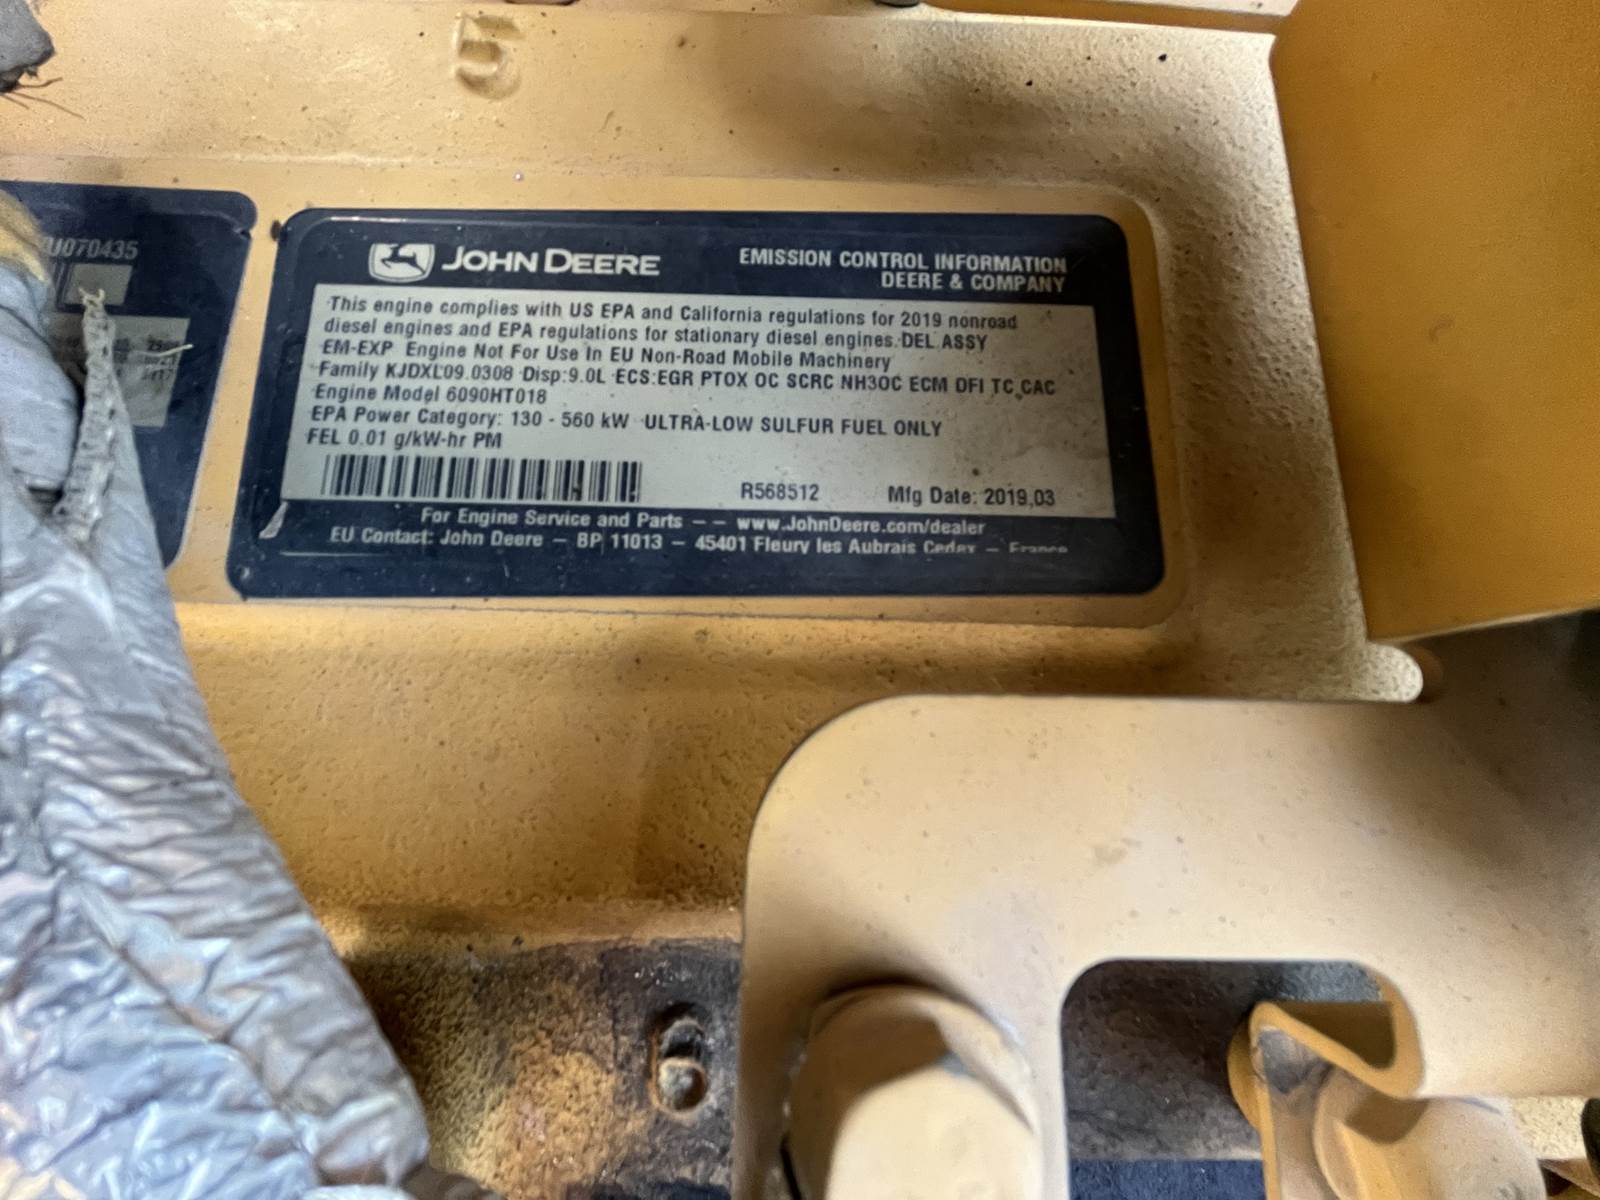 5
U070435
JOHN DEERE
EMISSION CONTROL INFORMATION
DEERE & COMPANY
This engine complies with US EPA and California regulations for 2019 nonroad
diesel engines and EPA regulations for stationary diesel engines. DEL ASSY
EM-EXP Engine Not For Use In EU Non-Road Mobile Machinery
Family KJDXL09.0308 Disp:9.0L ECS:EGR PTOX OC SCRC NH3OC ECM DFI TC,CAC
Engine Model 6090HT018
EPA Power Category: 130 - 560 kW ULTRA-LOW SULFUR FUEL ONLY
FEL 0.01 g/kW-hr PM
R568512 Mfg Date: 2019.03
For Engine Service and Parts – – www.JohnDeere.com/dealer
EU Contact: John Deere – BP 11013 – 45401 Fleury les Aubrais Cedex – France